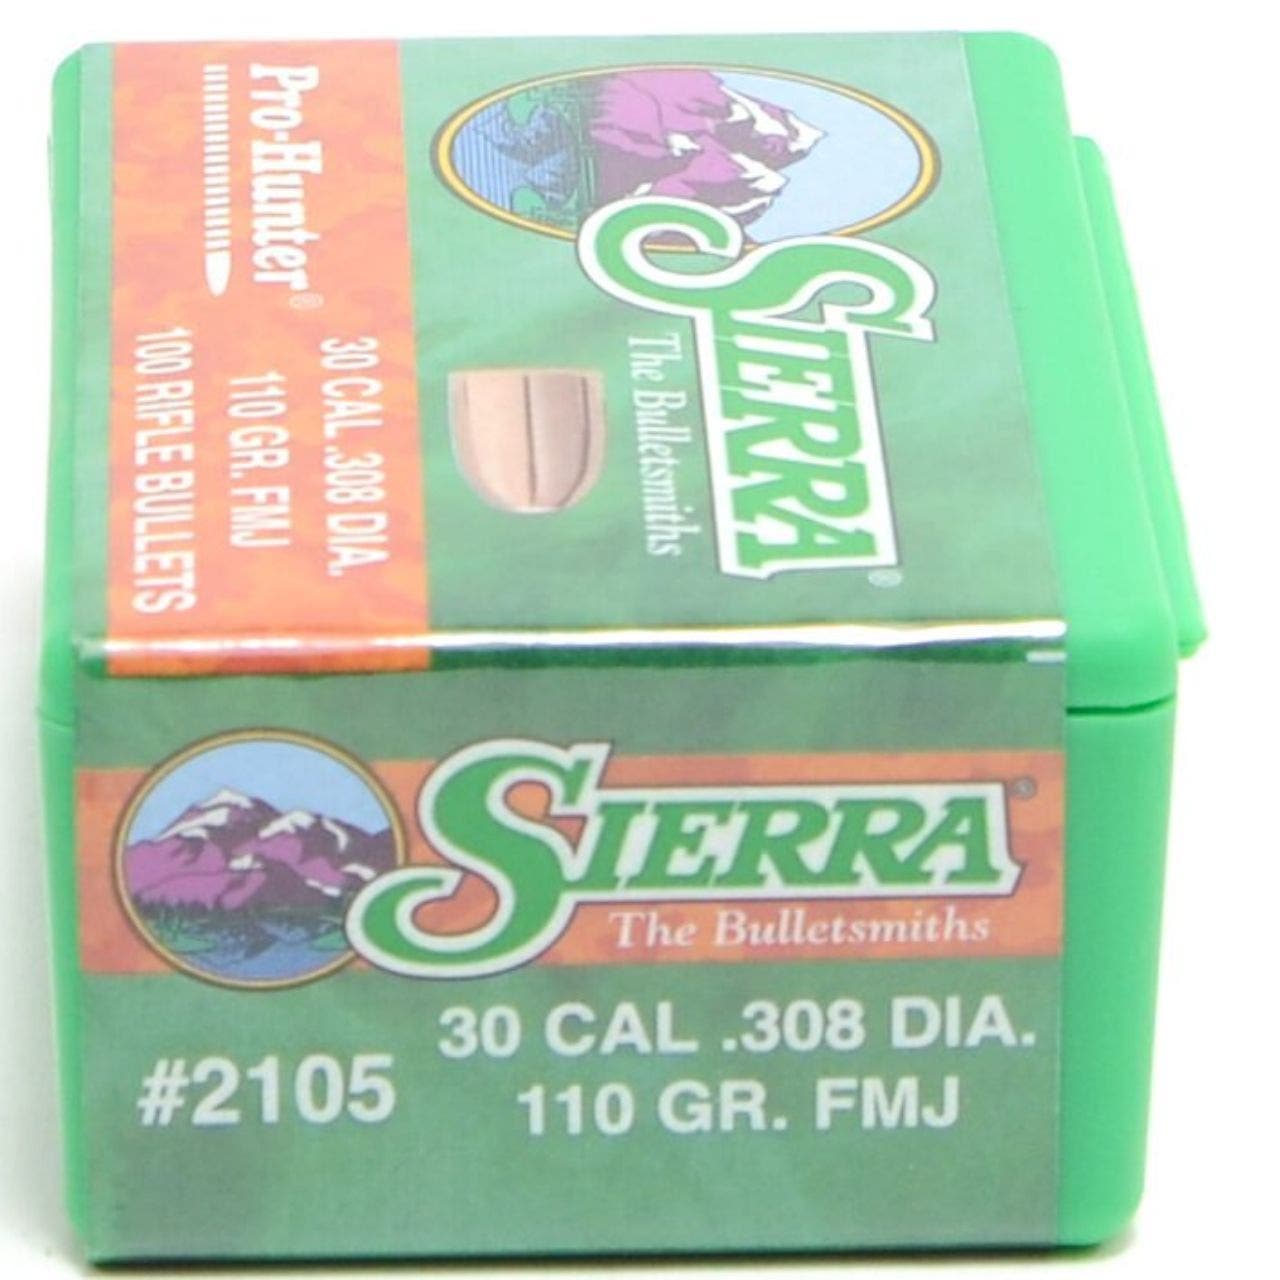 Pro-Hunter®
30 CAL .308 DIA.
110 GR. FMJ
100 RIFLE BULLETS
SIERRA®
The Bulletsmiths
SIERRA®
The Bulletsmiths
#2105
30 CAL .308 DIA.
110 GR. FMJ